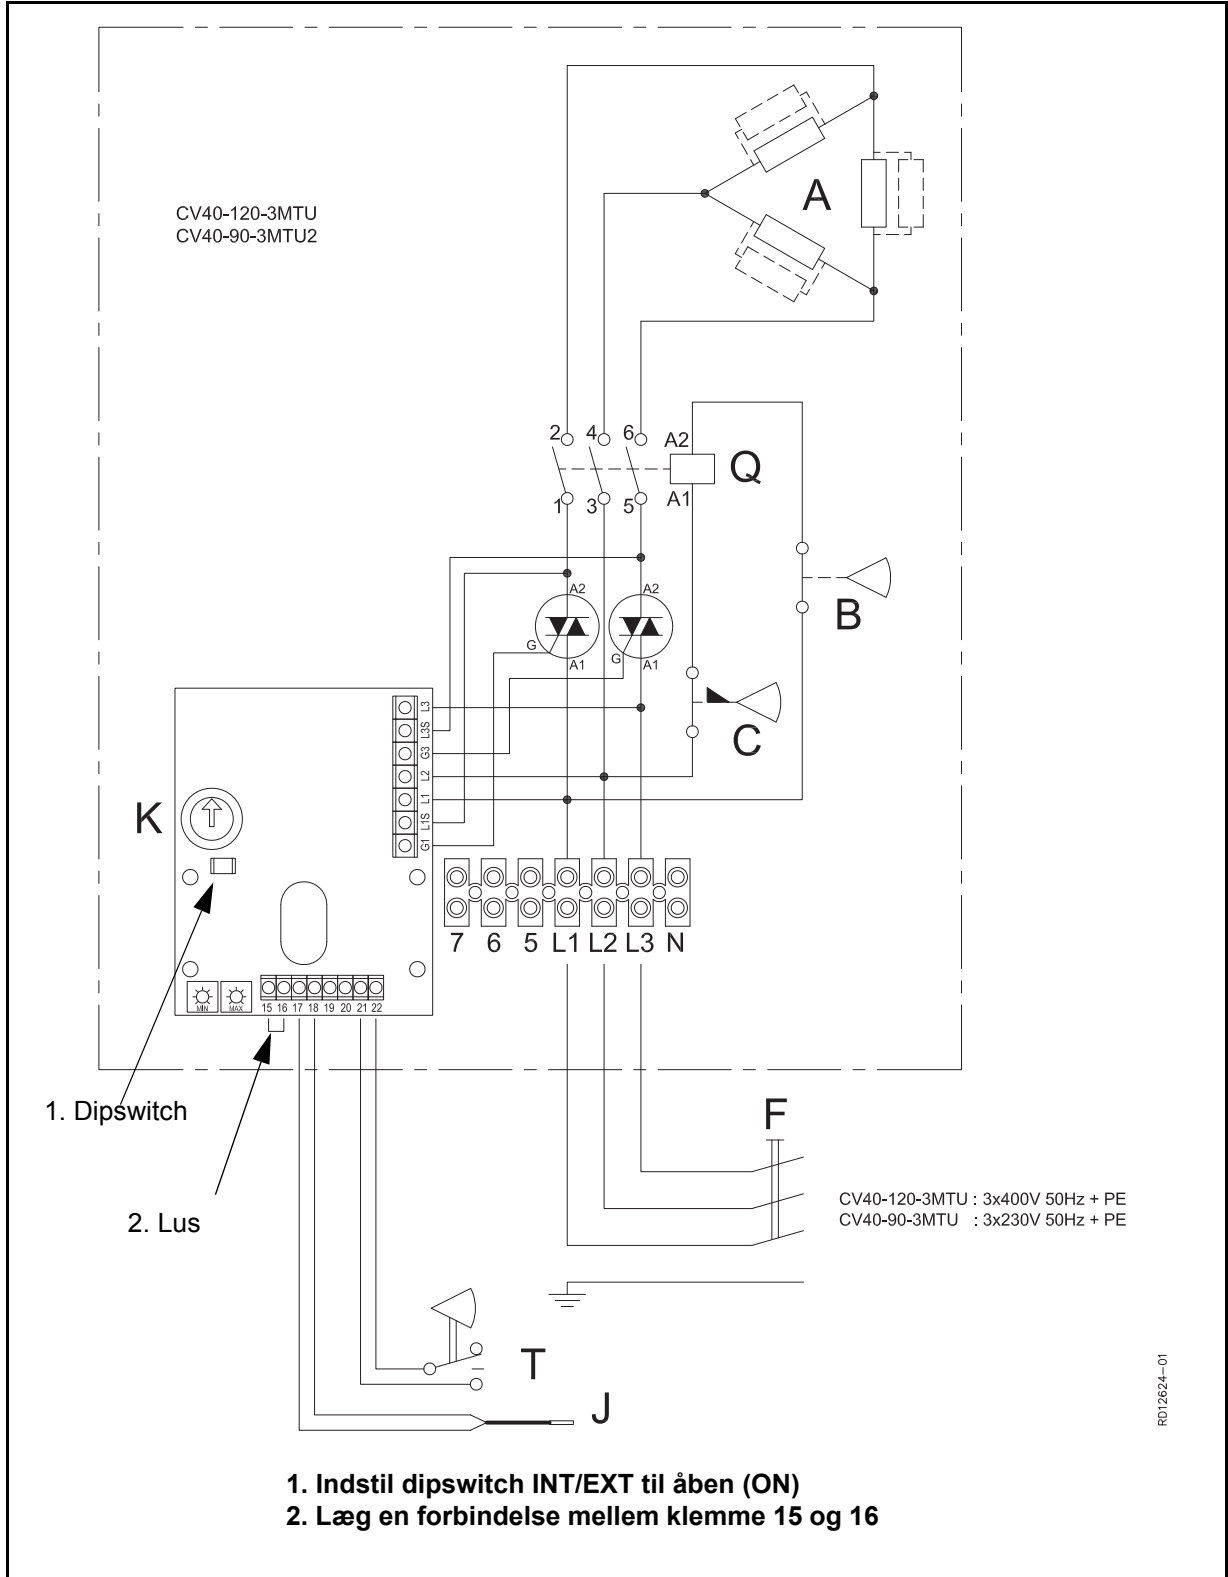 A
CV40-120-3MTU
CV40-90-3MTU2
2 4 6 A2
Q
1 3 5 A1
A2 A2
B
G G
A1 A1
C
L3
L3S
G3
L2
L1
L1S
G1
K
7 6 5 L1 L2 L3 N
MIN MAX 15 16 17 18 19 20 21 22
1. Dipswitch
F
CV40-120-3MTU : 3x400V 50Hz + PE
CV40-90-3MTU : 3x230V 50Hz + PE
2. Lus
T
J
RD12624-01
1. Indstil dipswitch INT/EXT til åben (ON)
2. Læg en forbindelse mellem klemme 15 og 16